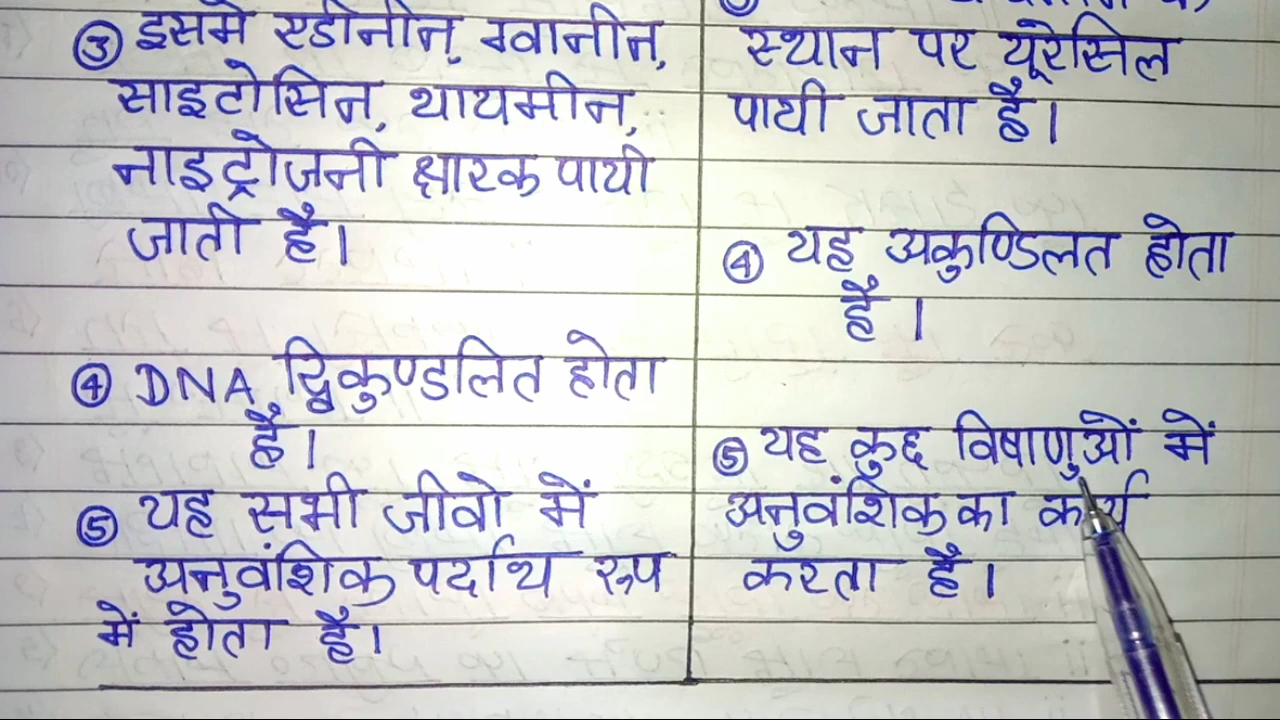 ③ इसमे एडीनीन, ग्वानीन,
साइटोसिन, थायमीन,
नाइट्रोजनी क्षारक पायी
जाती है।
④ DNA द्विकुण्डलित होता
है।
⑤ यह सभी जीवो में
अनुवंशिक पर्दाथ रूप
में होता है।
स्थान पर यूरेसिल
पायी जाता है।
④ यह अकुण्डिलत होता
है।
⑤ यह कुछ विषाणुओं में
अनुवंशिक का कार्य
करता है।